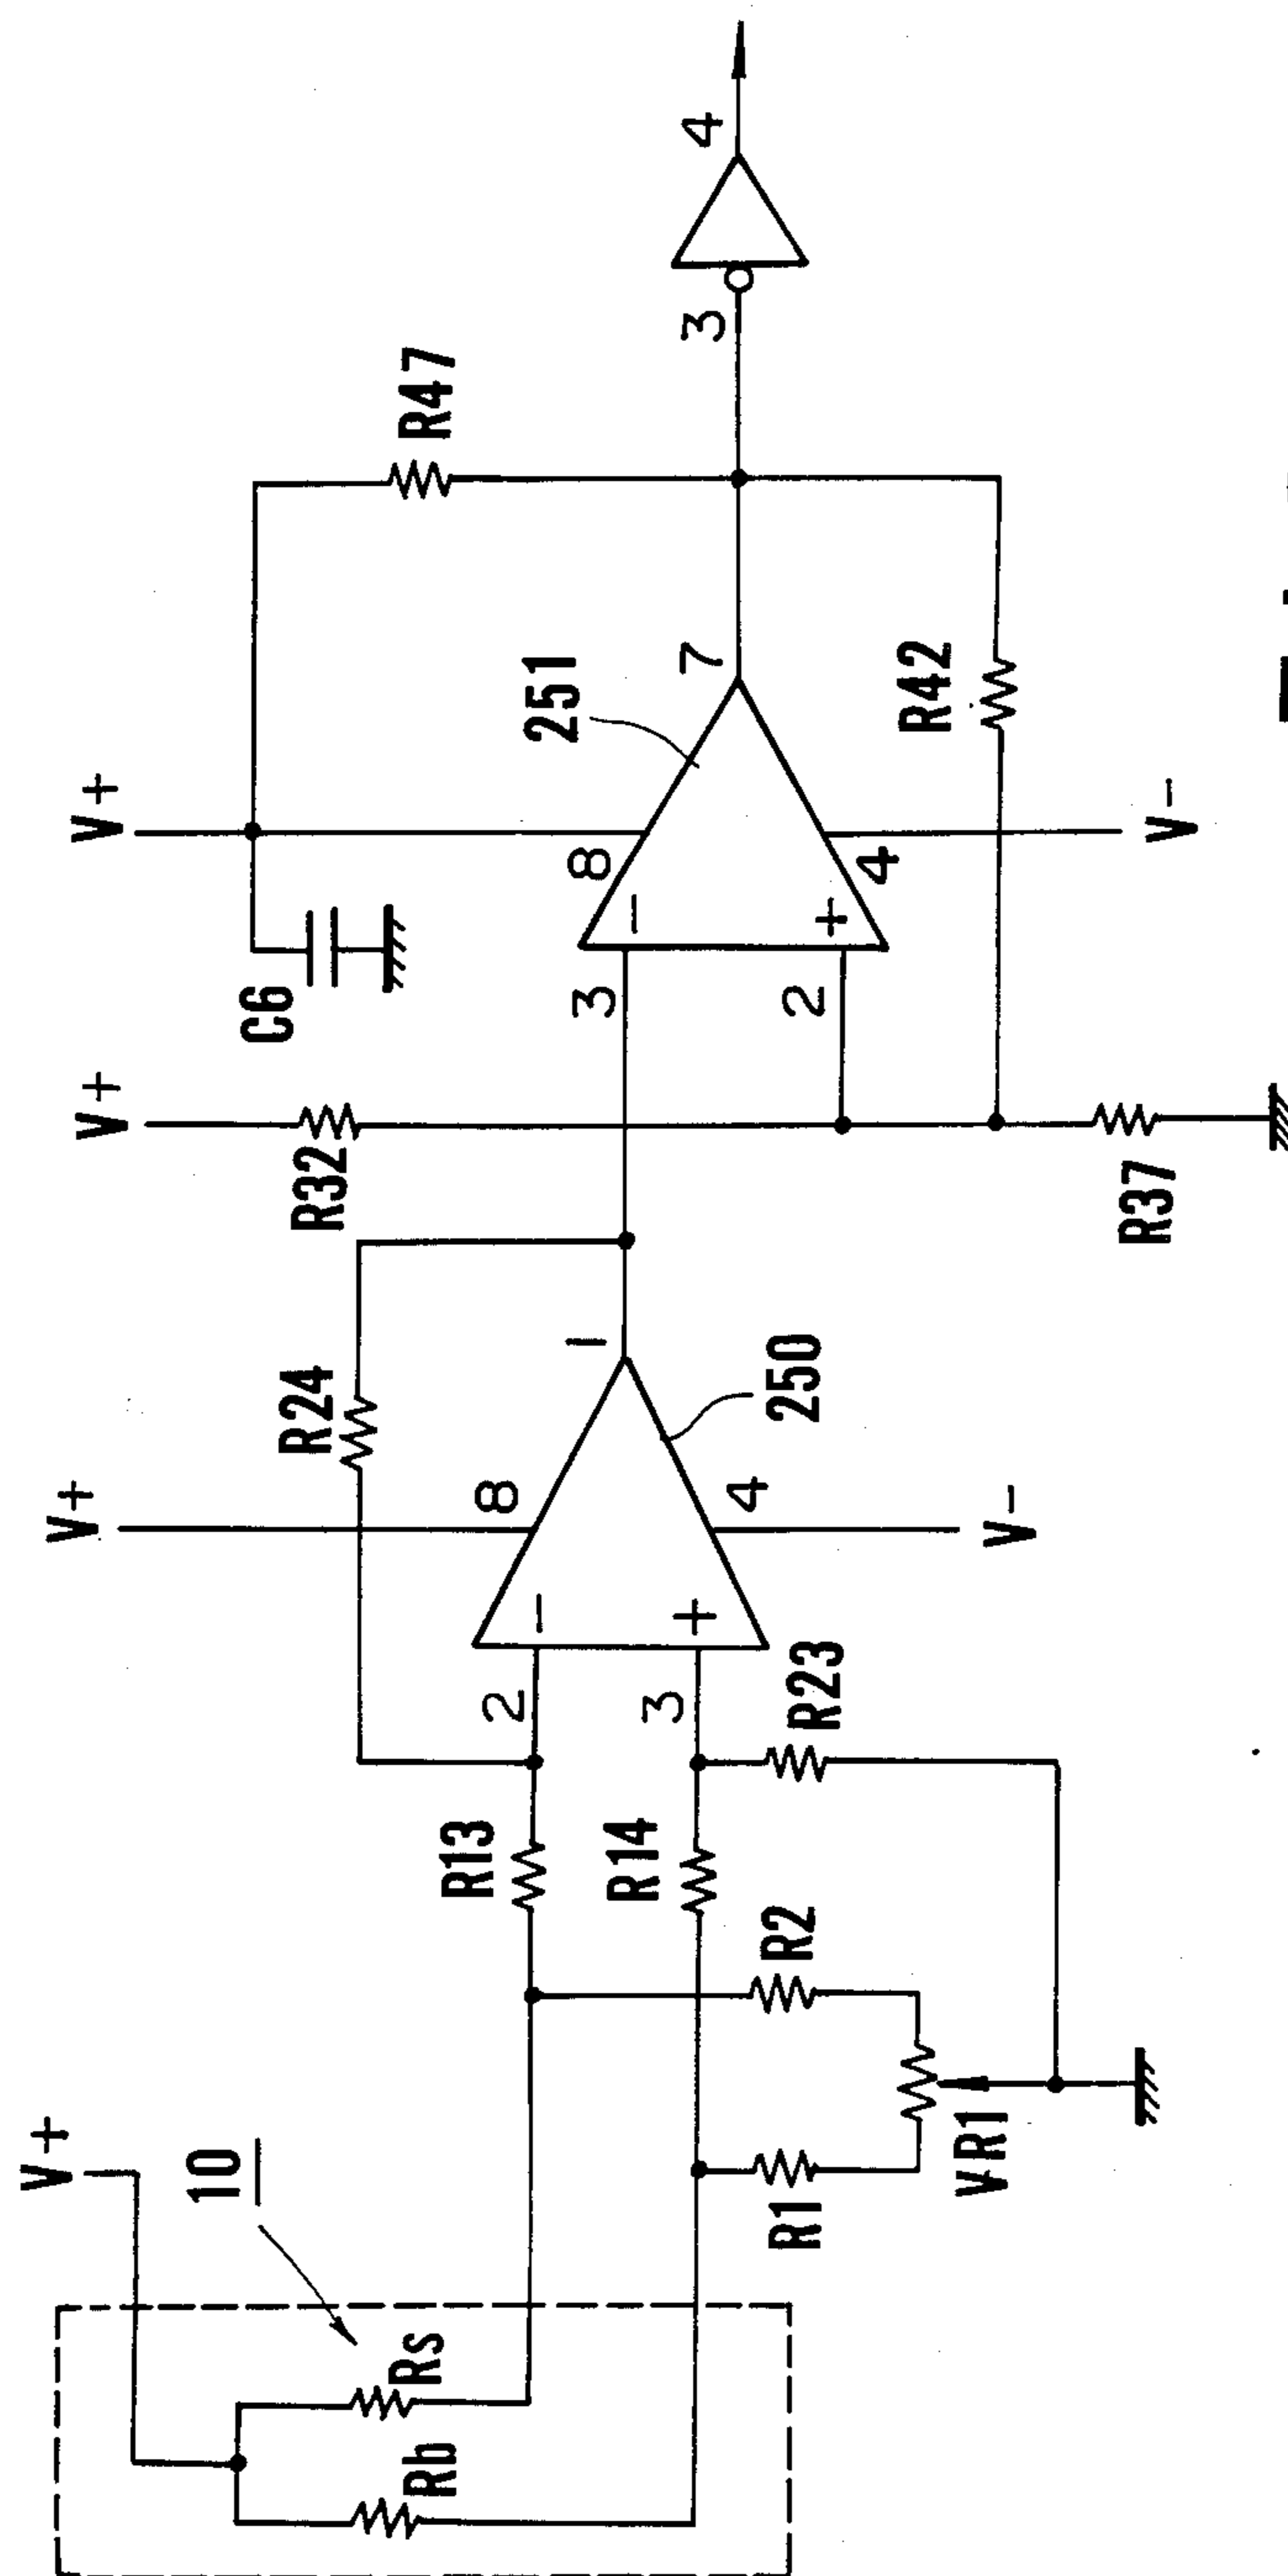 V+
10
Rs
Rb
R1
VR1
R2
R13
R14
2
3
R23
-
+
V+
8
4
V-
R24
250
1
V+
R32
R37
C6
V+
3
2
-
+
8
4
V-
251
7
R42
R47
3
4